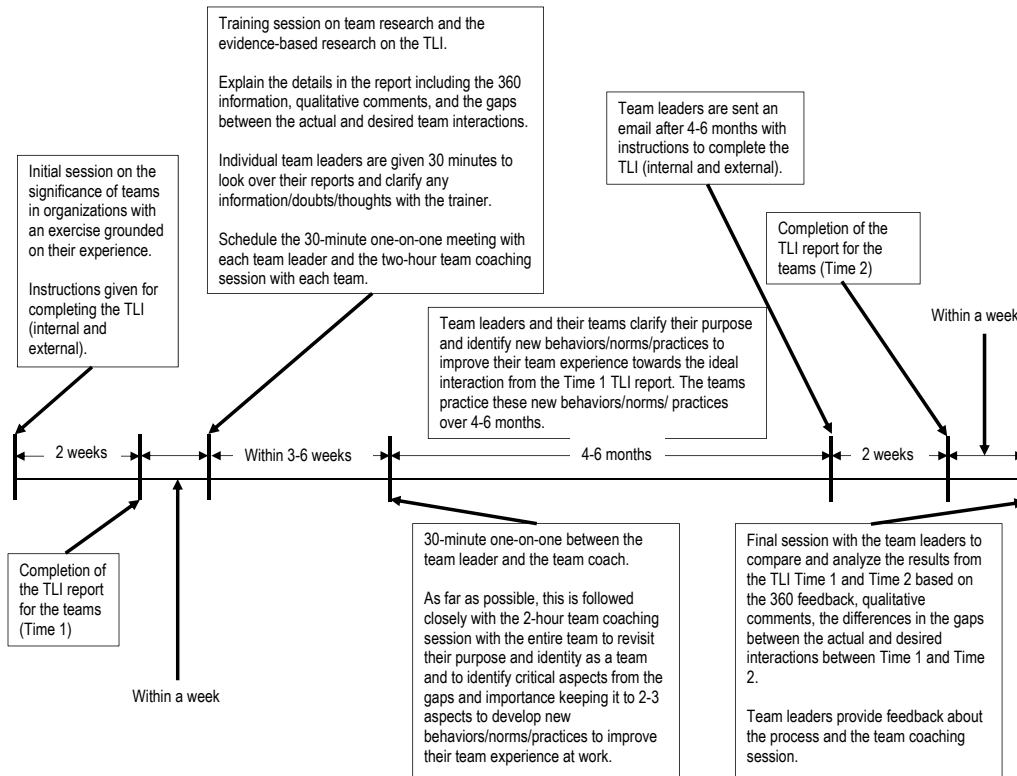 Training session on team research and the
evidence-based research on the TLI.
Explain the details in the report including the 360
information, qualitative comments, and the gaps
between the actual and desired team interactions.
Individual team leaders are given 30 minutes to
look over their reports and clarify any
information/doubts/thoughts with the trainer.
Schedule the 30-minute one-on-one meeting with
each team leader and the two-hour team coaching
session with each team.
Team leaders are sent an
email after 4-6 months with
instructions to complete the
TLI (internal and external).
Initial session on the
significance of teams
in organizations with
an exercise grounded
on their experience.
Instructions given for
completing the TLI
(internal and
external).
Completion of the
TLI report for the
teams (Time 2)
Within a week
Team leaders and their teams clarify their purpose
and identify new behaviors/norms/practices to
improve their team experience towards the ideal
interaction from the Time 1 TLI report. The teams
practice these new behaviors/norms/ practices
over 4-6 months.
2 weeks
Within 3-6 weeks
4-6 months
2 weeks
Completion of
the TLI report
for the teams
(Time 1)
Within a week
30-minute one-on-one between the
team leader and the team coach.
As far as possible, this is followed
closely with the 2-hour team coaching
session with the entire team to revisit
their purpose and identity as a team
and to identify critical aspects from the
gaps and importance keeping it to 2-3
aspects to develop new
behaviors/norms/practices to improve
their team experience at work.
Final session with the team leaders to
compare and analyze the results from
the TLI Time 1 and Time 2 based on
the 360 feedback, qualitative
comments, the differences in the gaps
between the actual and desired
interactions between Time 1 and Time
2.
Team leaders provide feedback about
the process and the team coaching
session.